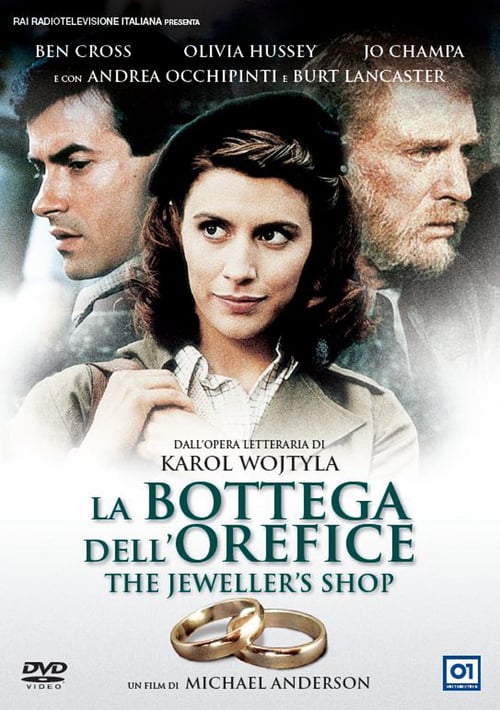 RAI RADIOTELEVISIONE ITALIANA PRESENTA
BEN CROSS OLIVIA HUSSEY JO CHAMPA
E CON ANDREA OCCHIPINTI E BURT LANCASTER
DALL'OPERA LETTERARIA DI
KAROL WOJTYLA
LA BOTTEGA
DELL'OREFICE
THE JEWELLER'S SHOP
DVD
VIDEO
UN FILM DI MICHAEL ANDERSON
01